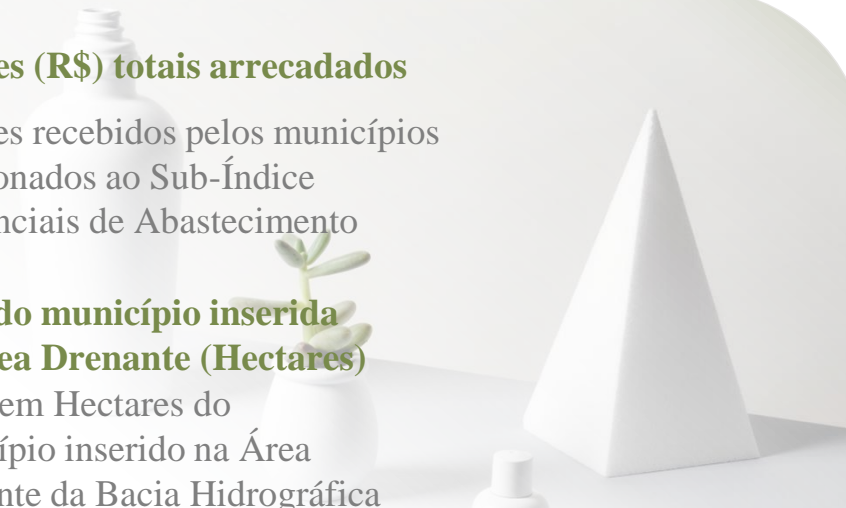 es (R$) totais arrecadados
es recebidos pelos municípios
onados ao Sub-Índice
nciais de Abastecimento
do município inserida
ea Drenante (Hectares)
em Hectares do
ípio inserido na Área
nte da Bacia Hidrográfica